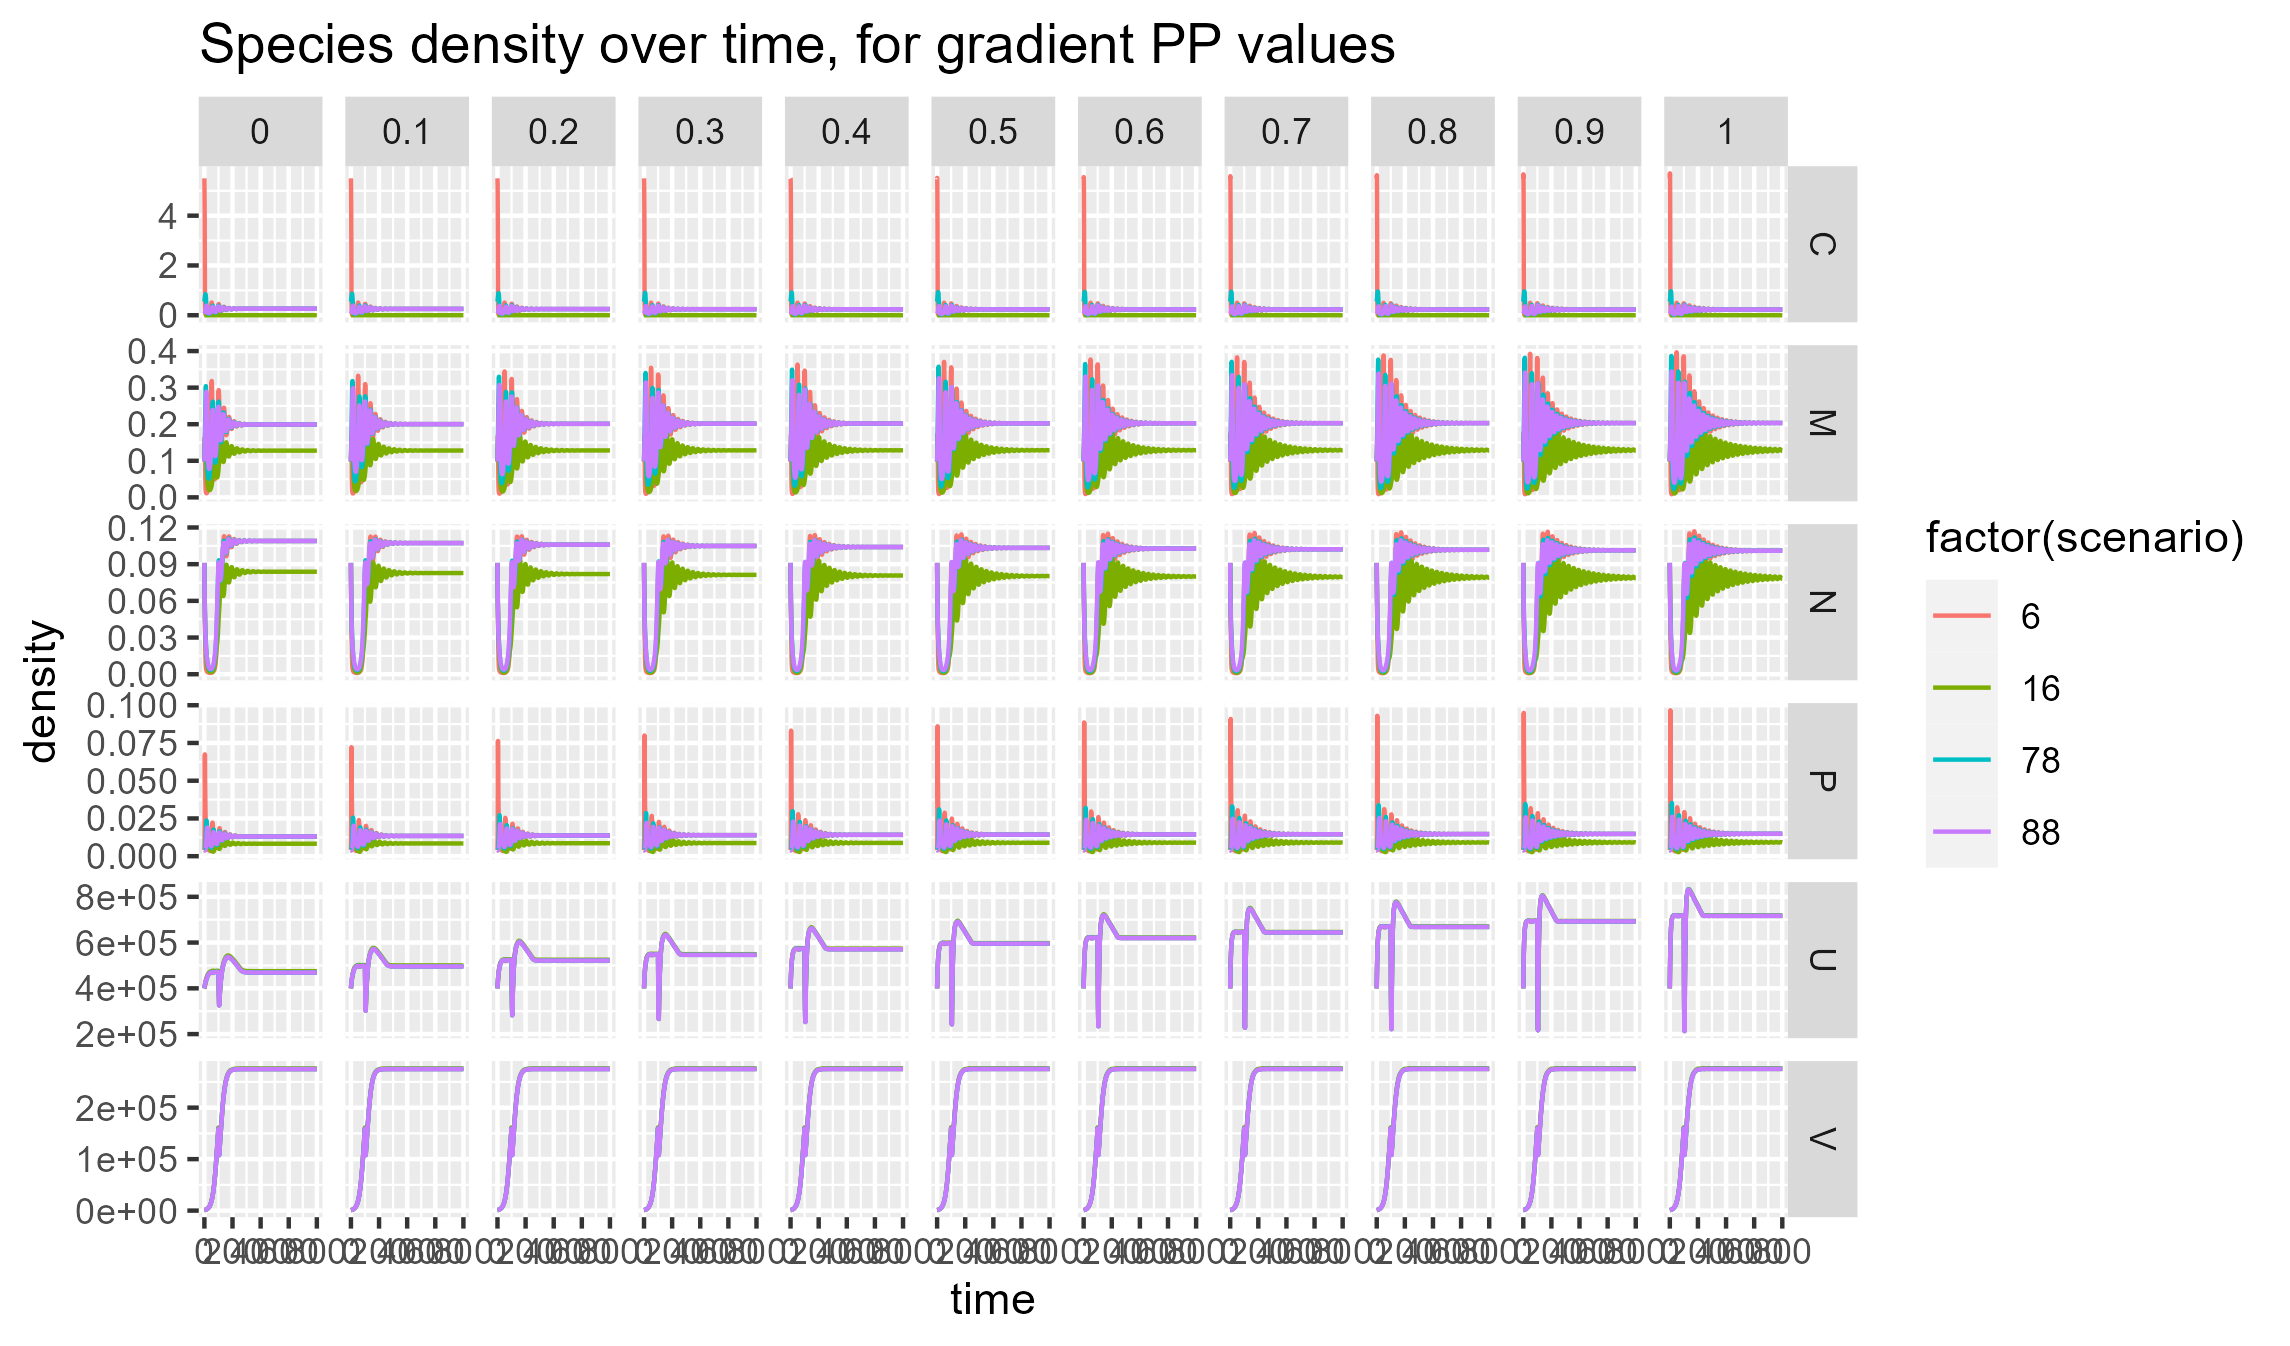 Species density over time, for gradient PP values
0 0.1 0.2 0.3 0.4 0.5 0.6 0.7 0.8 0.9 1
4
2
0
C
0.4
0.3
0.2
0.1
0.0
M
0.12
0.09
0.06
0.03
0.00
N
0.100
0.075
0.050
0.025
0.000
P
8e+05
6e+05
4e+05
2e+05
U
2e+05
1e+05
0e+00
V
density
time
factor(scenario)
6
16
78
88